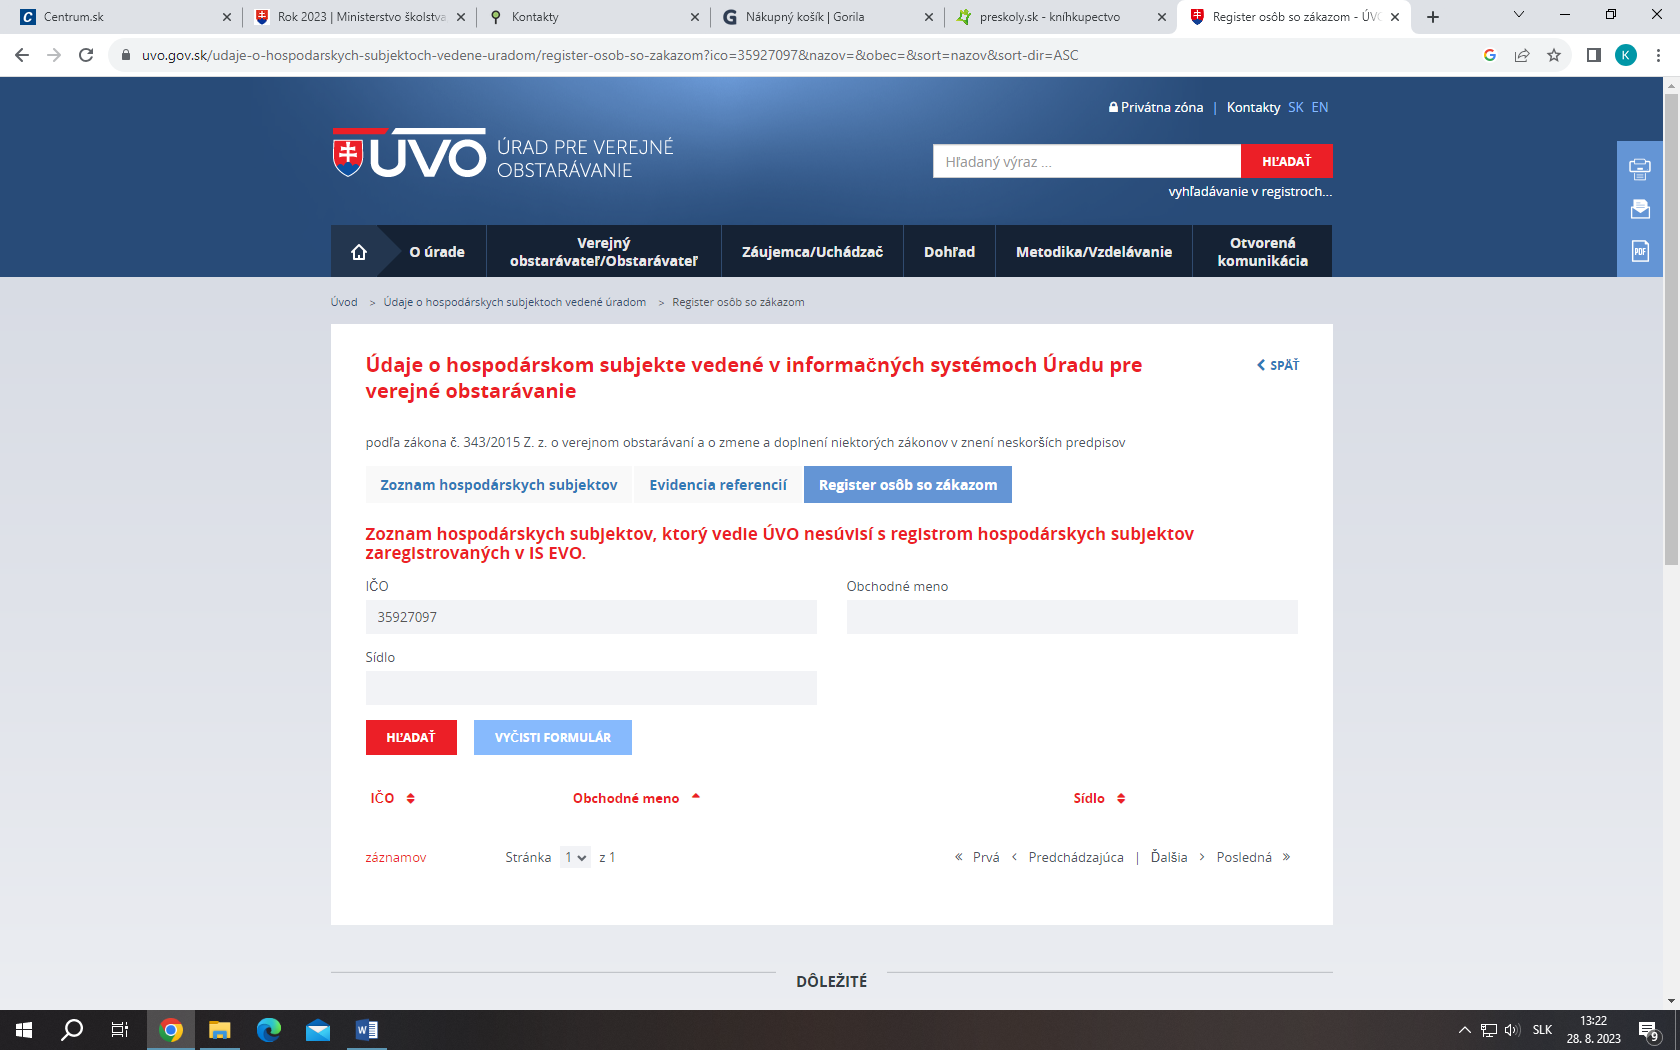 Centrum.sk
Rok 2023 | Ministerstvo školstva
Kontakty
Nákupný košík | Gorila
preskoly.sk - kníhkupectvo
Register osôb so zákazom - ÚVO
uvo.gov.sk/udaje-o-hospodarskych-subjektoch-vedene-uradom/register-osob-so-zakazom?ico=35927097&nazov=&obec=&sort=nazov&sort-dir=ASC
K
Privátna zóna | Kontakty SK EN
ÚVO ÚRAD PRE VEREJNÉ
OBSTARÁVANIE
Hľadaný výraz ...
HĽADAŤ
vyhľadávanie v registroch...
PDF
O úrade
Verejný
obstarávateľ/Obstarávateľ
Záujemca/Uchádzač
Dohľad
Metodika/Vzdelávanie
Otvorená
komunikácia
Úvod > Údaje o hospodárskych subjektoch vedené úradom > Register osôb so zákazom
Údaje o hospodárskom subjekte vedené v informačných systémoch Úradu pre
verejné obstarávanie
SPÄŤ
podľa zákona č. 343/2015 Z. z. o verejnom obstarávaní a o zmene a doplnení niektorých zákonov v znení neskorších predpisov
Zoznam hospodárskych subjektov
Evidencia referencií
Register osôb so zákazom
Zoznam hospodárskych subjektov, ktorý vedie ÚVO nesúvisí s registrom hospodárskych subjektov
zaregistrovaných v IS EVO.
IČO
Obchodné meno
35927097
Sídlo
HĽADAŤ
VYČISTI FORMULÁR
IČO
Obchodné meno
Sídlo
záznamov
Stránka 1 z 1
« Prvá ‹ Predchádzajúca | Ďalšia › Posledná »
DÔLEŽITÉ
SLK
13:22
28. 8. 2023
9